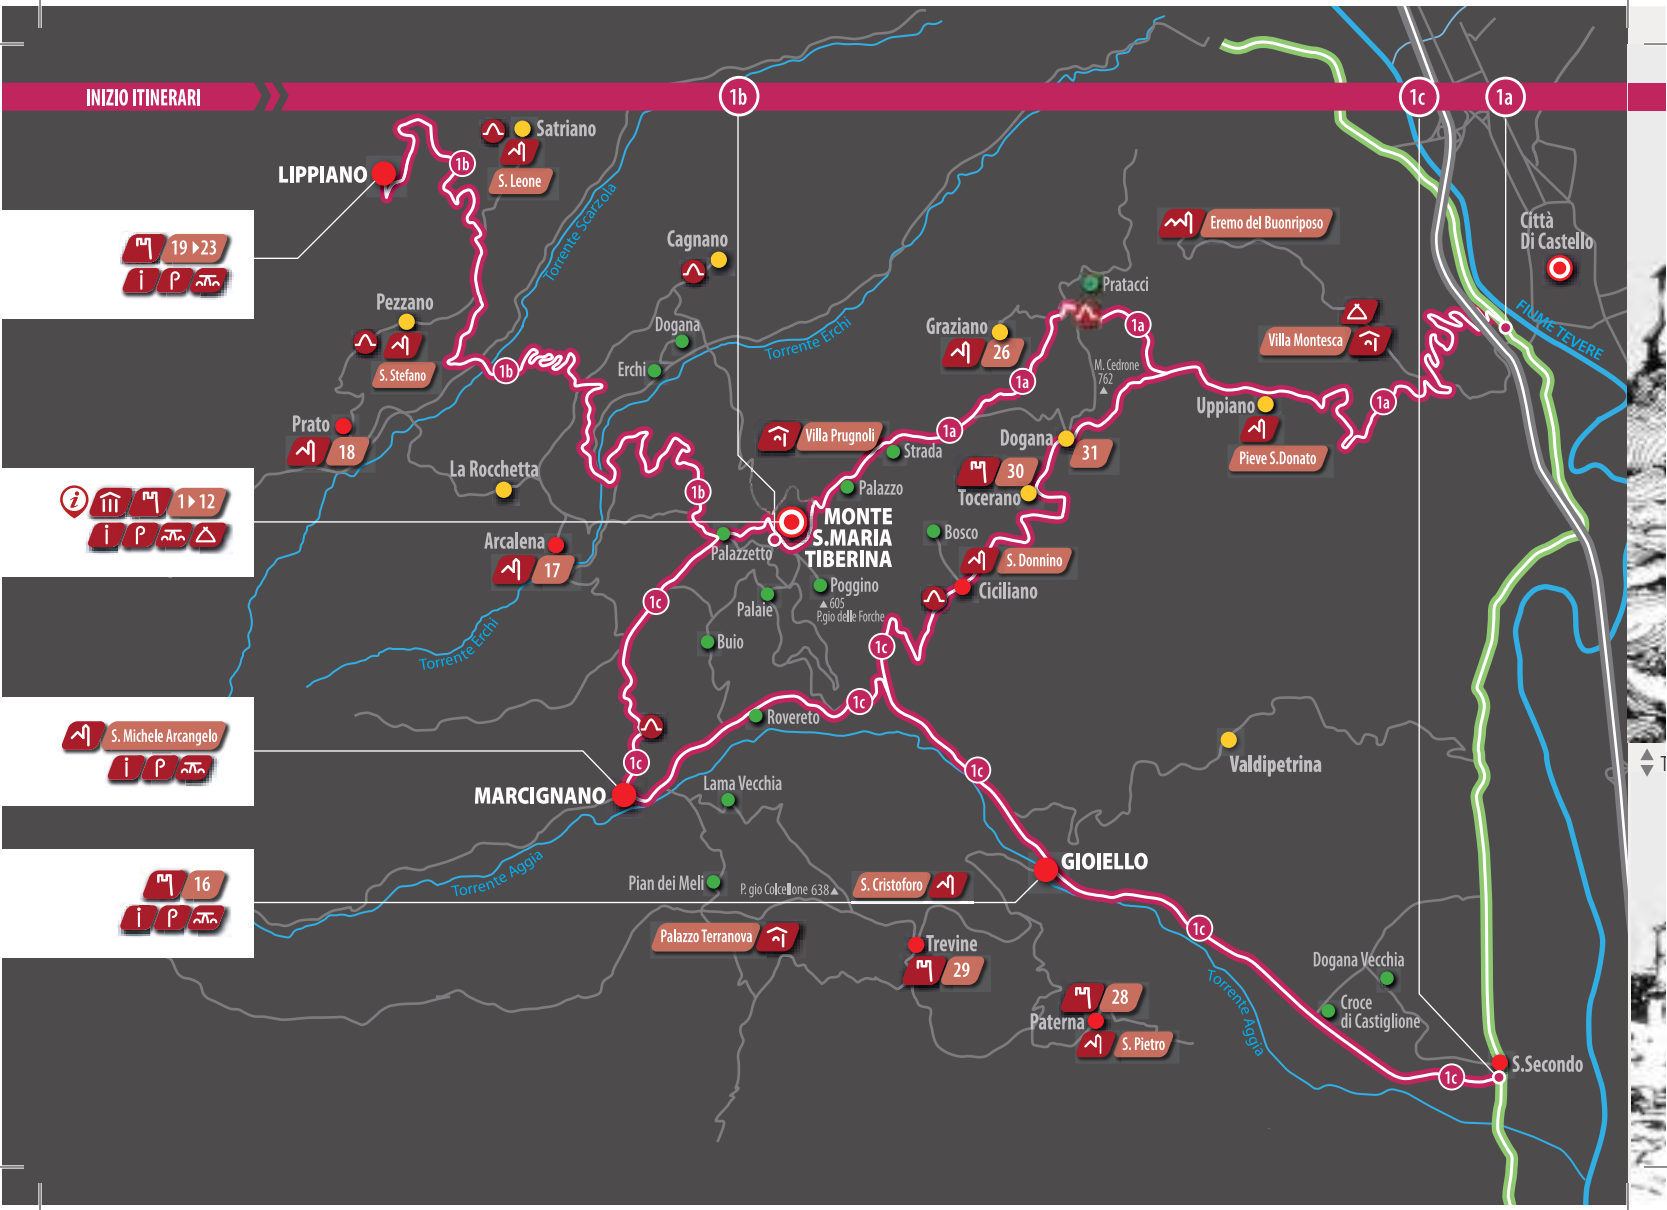 INIZIO ITINERARI
1b
1c
1a
Satriano
S. Leone
LIPPIANO
1b
Torrente Scarzola
19 ▸ 23
i P
Cagnano
Eremo del Buonriposo
Città
Di Castello
Pratacci
FIUME TEVERE
Pezzano
S. Stefano
Dogana
Erchi
Torrente Erchi
Graziano
26
1a
Villa Montesca
1b
1a
M. Cedrone
762
1a
Uppiano
Pieve S.Donato
Prato
18
Villa Prugnoli
1a
Strada
Dogana
31
La Rocchetta
1b
Palazzo
30
Tocerano
i
1 ▸ 12
i P
MONTE
S.MARIA
TIBERINA
Palazzetto
Bosco
S. Donnino
Ciciliano
Arcalena
17
1c
Palaie
Poggino
605
P.gio delle Forche
Buio
1c
Torrente Erchi
1c
Rovereto
S. Michele Arcangelo
i P
1c
1c
Valdipetrina
MARCIGNANO
Lama Vecchia
GIOIELLO
16
i P
Torrente Aggia
Pian dei Meli
P. gio Colcellone 638
S. Cristoforo
Palazzo Terranova
Trevine
29
1c
Dogana Vecchia
28
Paterna
S. Pietro
Torrente Aggia
Croce
di Castiglione
1c
S.Secondo
T